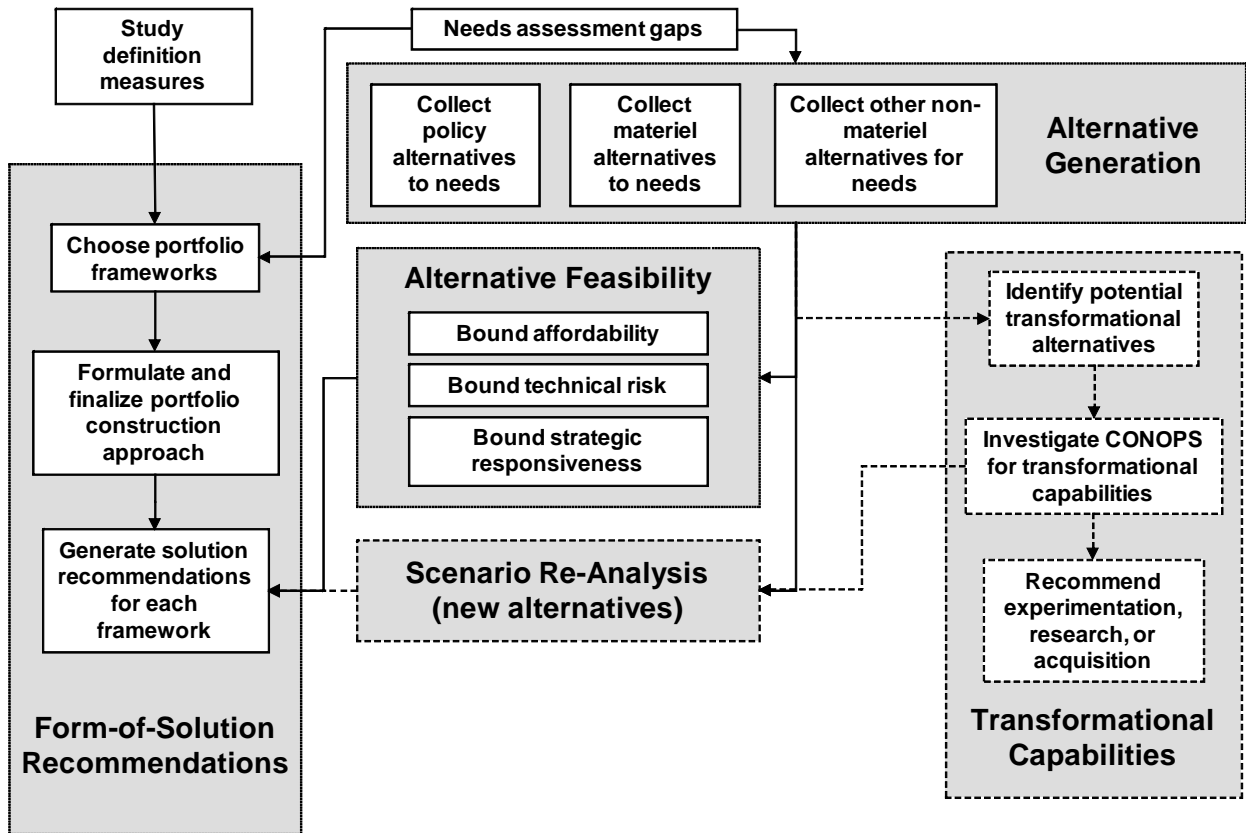 Study
definition
measures
Needs assessment gaps
Collect
policy
alternatives
to needs
Collect
materiel
alternatives
to needs
Collect other non-
materiel
alternatives for
needs
Alternative
Generation
Choose portfolio
frameworks
Formulate and
finalize portfolio
construction
approach
Generate solution
recommendations
for each
framework
Form-of-Solution
Recommendations
Alternative Feasibility
Bound affordability
Bound technical risk
Bound strategic
responsiveness
Scenario Re-Analysis
(new alternatives)
Identify potential
transformational
alternatives
Investigate CONOPS
for transformational
capabilities
Recommend
experimentation,
research, or
acquisition
Transformational
Capabilities